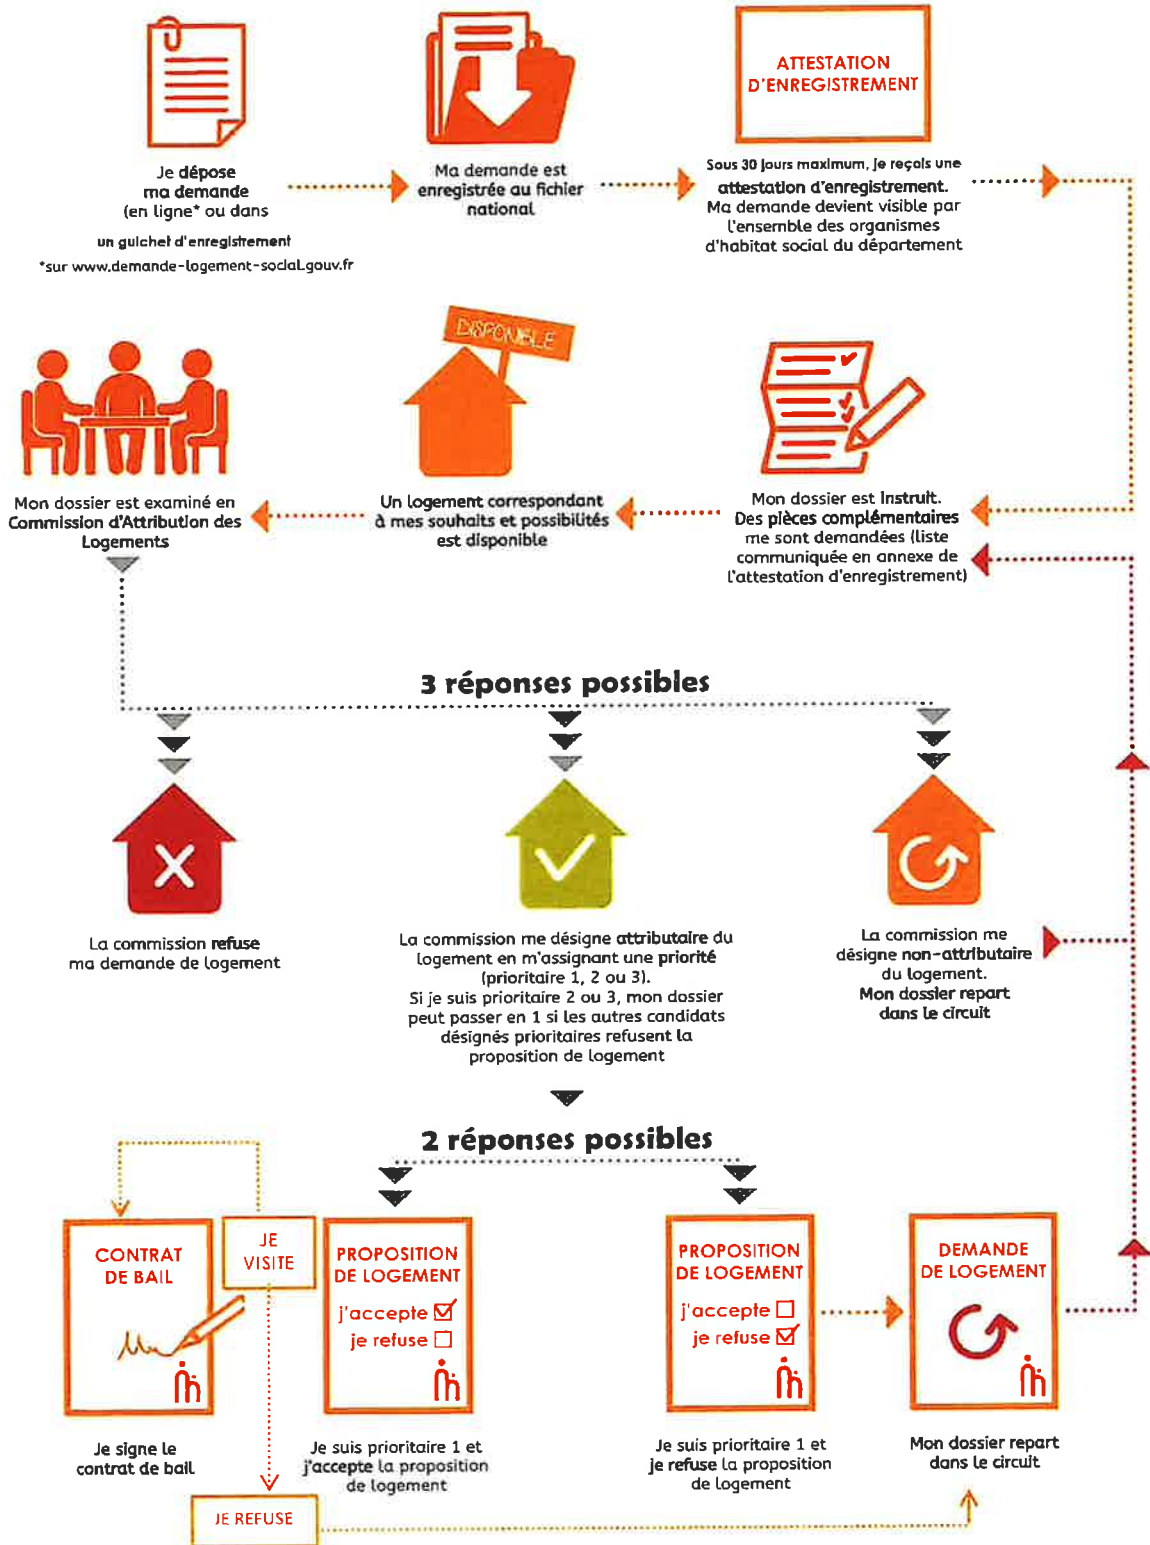 Je dépose
ma demande
(en ligne* ou dans
un guichet d'enregistrement
*sur www.demande-logement-social.gouv.fr
Ma demande est
enregistrée au fichier
national
ATTESTATION
D'ENREGISTREMENT
Sous 30 jours maximum, je reçois une
attestation d'enregistrement.
Ma demande devient visible par
l'ensemble des organismes
d'habitat social du département
Mon dossier est examiné en
Commission d'Attribution des
Logements
DISPONIBLE
Un logement correspondant
à mes souhaits et possibilités
est disponible
Mon dossier est instruit.
Des pièces complémentaires
me sont demandées (liste
communiquée en annexe de
l'attestation d'enregistrement)
3 réponses possibles
La commission refuse
ma demande de logement
La commission me désigne attributaire du
logement en m'assignant une priorité
(prioritaire 1, 2 ou 3).
Si je suis prioritaire 2 ou 3, mon dossier
peut passer en 1 si les autres candidats
désignés prioritaires refusent la
proposition de logement
La commission me
désigne non-attributaire
du logement.
Mon dossier repart
dans le circuit
2 réponses possibles
CONTRAT
DE BAIL
JE
VISITE
PROPOSITION
DE LOGEMENT
j'accepte
je refuse
PROPOSITION
DE LOGEMENT
j'accepte
je refuse
DEMANDE
DE LOGEMENT
Je signe le
contrat de bail
Je suis prioritaire 1 et
j'accepte la proposition
de logement
Je suis prioritaire 1 et
je refuse la proposition
de logement
Mon dossier repart
dans le circuit
JE REFUSE